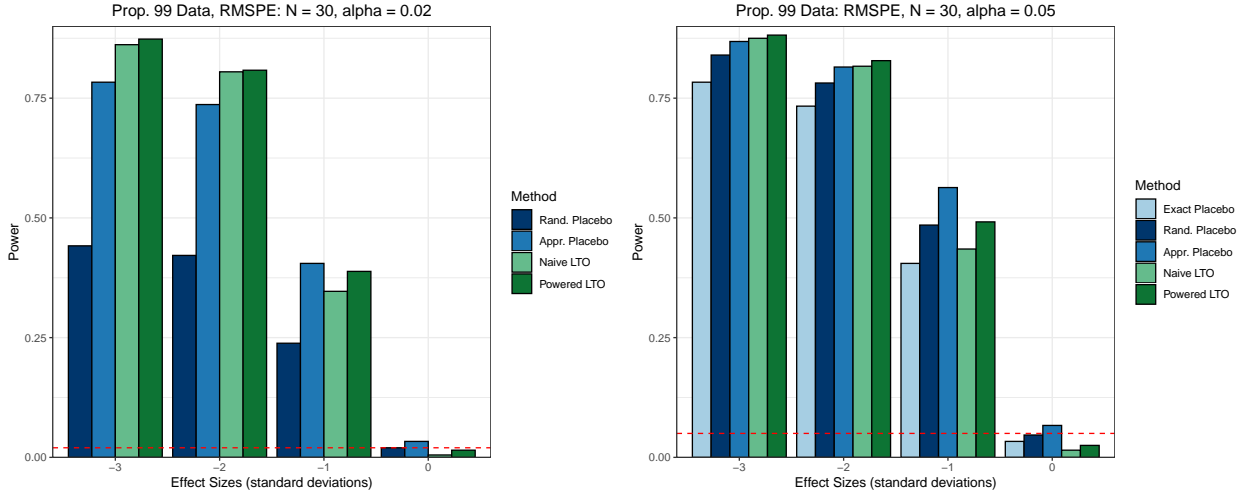 Prop. 99 Data, RMSPE: N = 30, alpha = 0.02
Power
0.75
0.50
0.25
0.00
−3
−2
−1
0
Effect Sizes (standard deviations)
Method
Rand. Placebo
Appr. Placebo
Naive LTO
Powered LTO
Prop. 99 Data: RMSPE, N = 30, alpha = 0.05
Power
0.75
0.50
0.25
0.00
−3
−2
−1
0
Effect Sizes (standard deviations)
Method
Exact Placebo
Rand. Placebo
Appr. Placebo
Naive LTO
Powered LTO